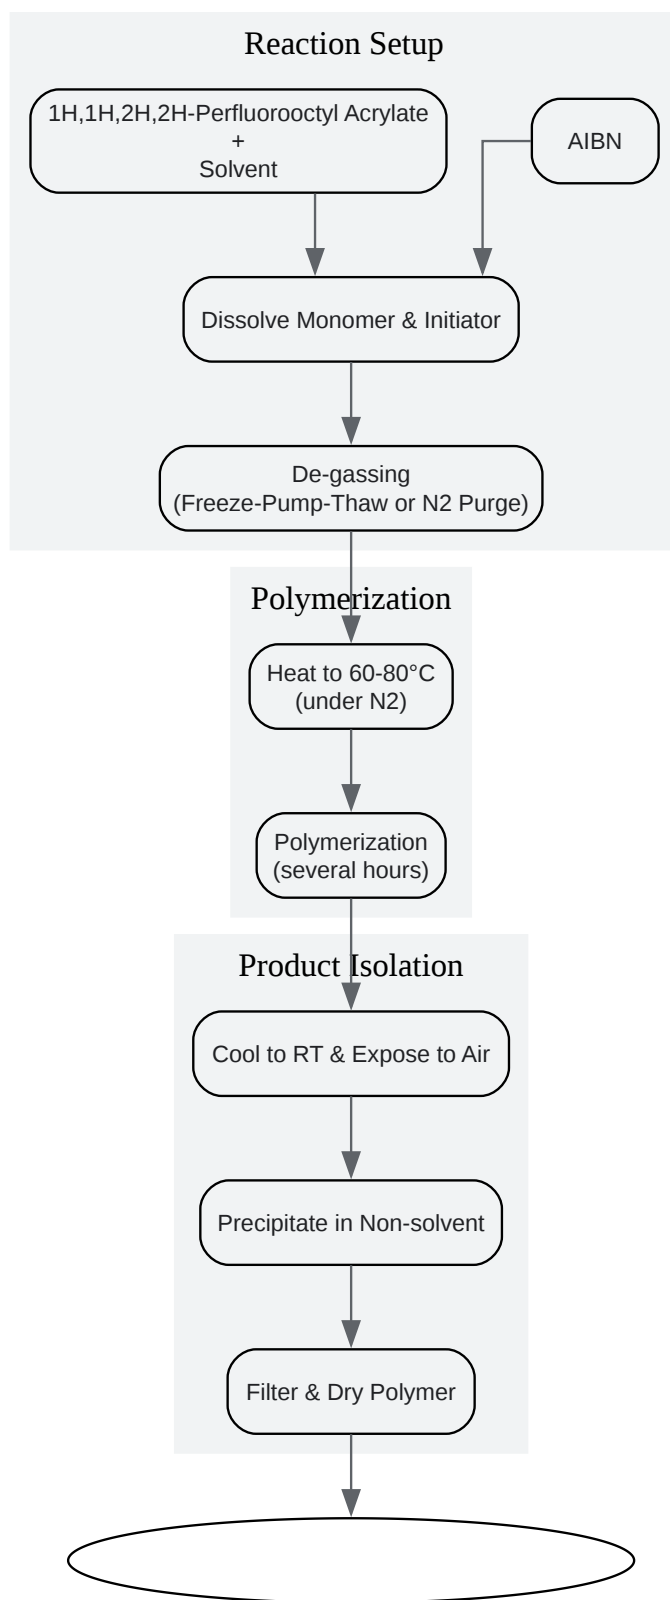 Reaction Setup
1H,1H,2H,2H-Perfluorooctyl Acrylate
+
Solvent
AIBN
Dissolve Monomer & Initiator
De-gassing
(Freeze-Pump-Thaw or N2 Purge)
Polymerization
Heat to 60-80°C
(under N2)
Polymerization
(several hours)
Product Isolation
Cool to RT & Expose to Air
Precipitate in Non-solvent
Filter & Dry Polymer